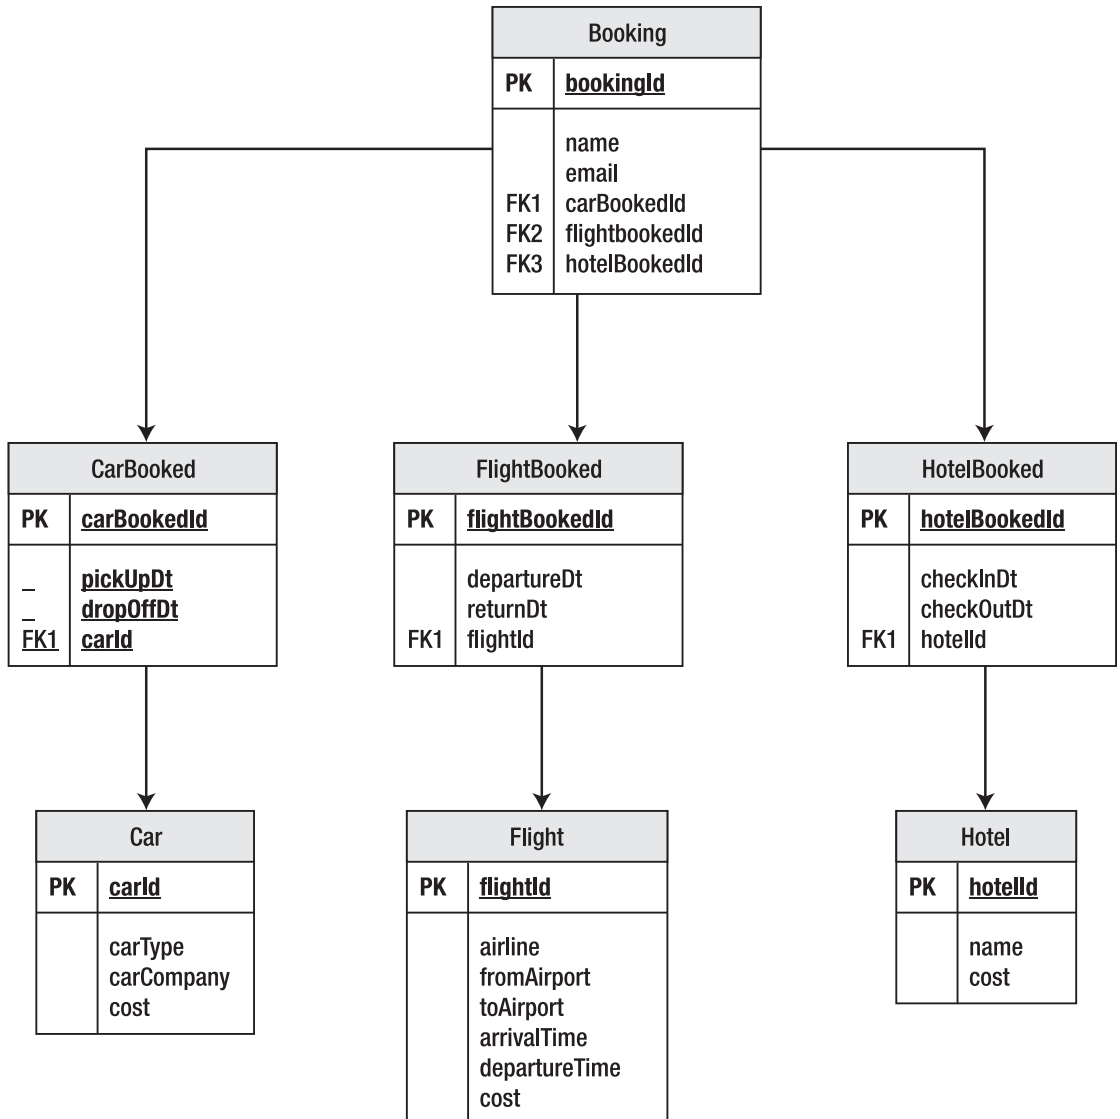 Booking
PK bookingId
name
email
FK1 carBookedId
FK2 flightbookedId
FK3 hotelBookedId
CarBooked
PK carBookedId
_ pickUpDt
_ dropOffDt
FK1 carId
FlightBooked
PK flightBookedId
departureDt
returnDt
FK1 flightId
HotelBooked
PK hotelBookedId
checkInDt
checkOutDt
FK1 hotelId
Car
PK carId
carType
carCompany
cost
Flight
PK flightId
airline
fromAirport
toAirport
arrivalTime
departureTime
cost
Hotel
PK hotelId
name
cost